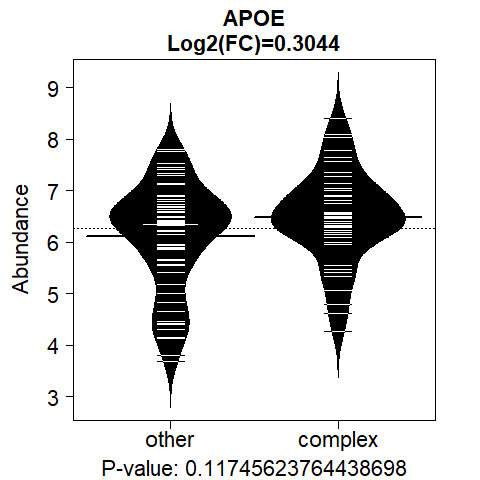 APOE
Log2(FC)=0.3044
Abundance
9
8
7
6
5
4
3
other complex
P-value: 0.11745623764438698